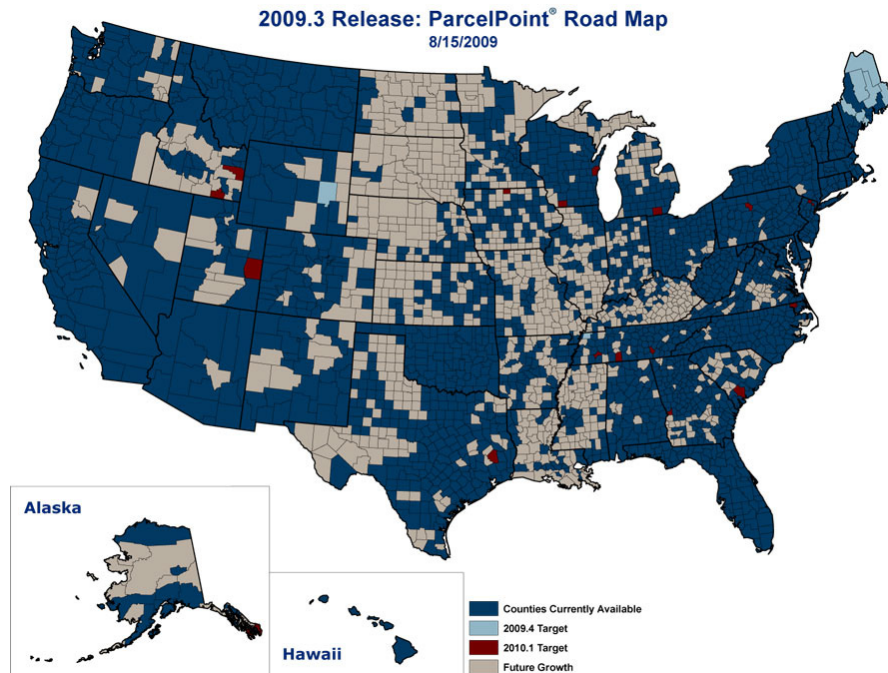 2009.3 Release: ParcelPoint® Road Map
8/15/2009
Alaska
Hawaii
Counties Currently Available
2009.4 Target
2010.1 Target
Future Growth